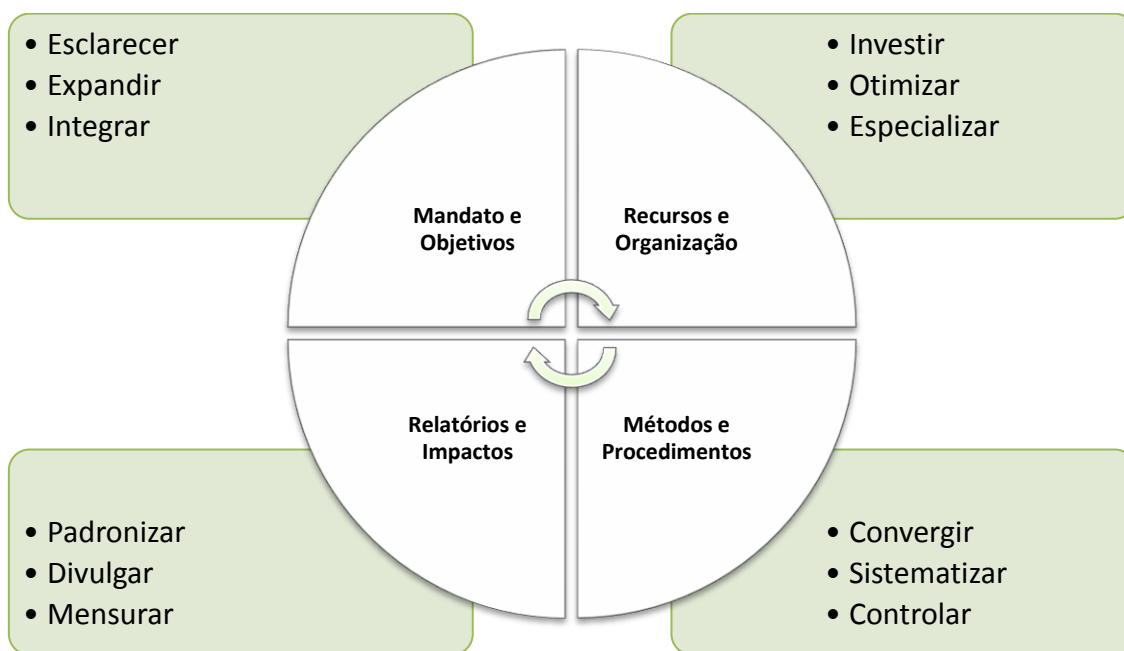 • Esclarecer
• Expandir
• Integrar
• Investir
• Otimizar
• Especializar
Mandato e
Objetivos
Recursos e
Organização
Relatórios e
Impactos
Métodos e
Procedimentos
• Padronizar
• Divulgar
• Mensurar
• Convergir
• Sistematizar
• Controlar